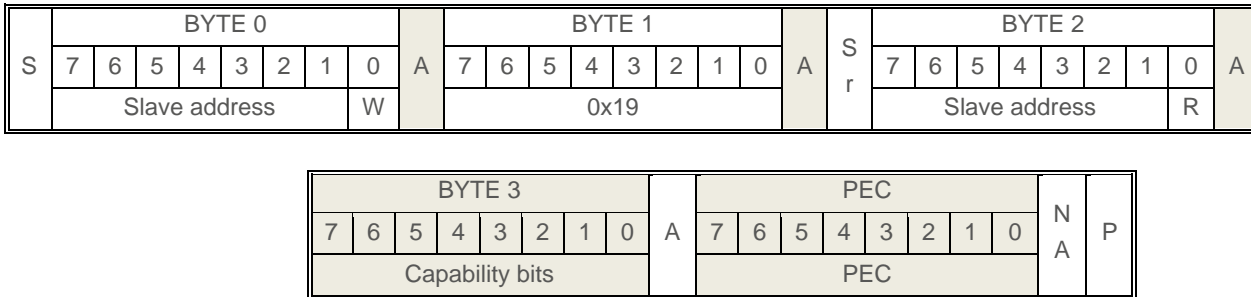 BYTE 0 BYTE 1 BYTE 2
S 7 6 5 4 3 2 1 0 A 7 6 5 4 3 2 1 0 A Sr 7 6 5 4 3 2 1 0 A
Slave address W 0x19 Slave address R
BYTE 3 PEC
7 6 5 4 3 2 1 0 A 7 6 5 4 3 2 1 0 NA P
Capability bits PEC